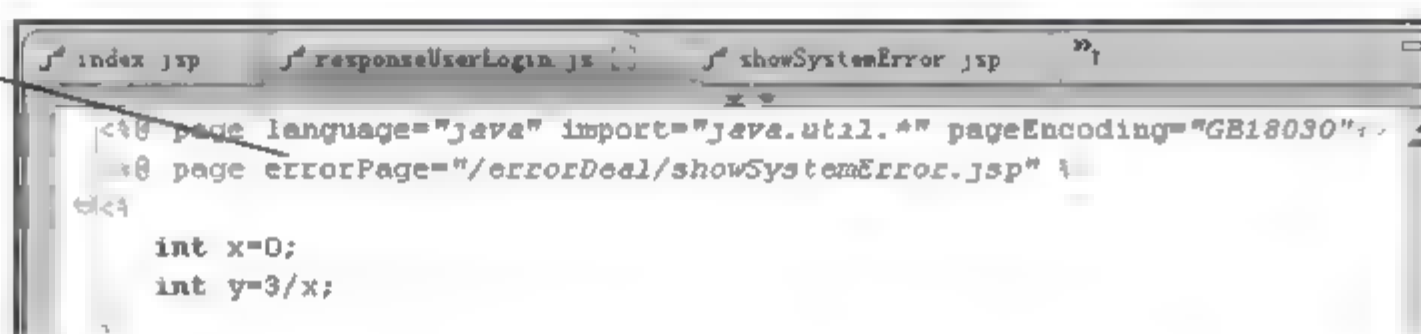 index jsp responseUserLogin js showSystemError jsp
<%@ page language="java" import="java.util.*" pageEncoding="GB18030"
<%@ page errorPage="/errorDeal/showSystemError.jsp" %
<%
int x=0;
int y=3/x;